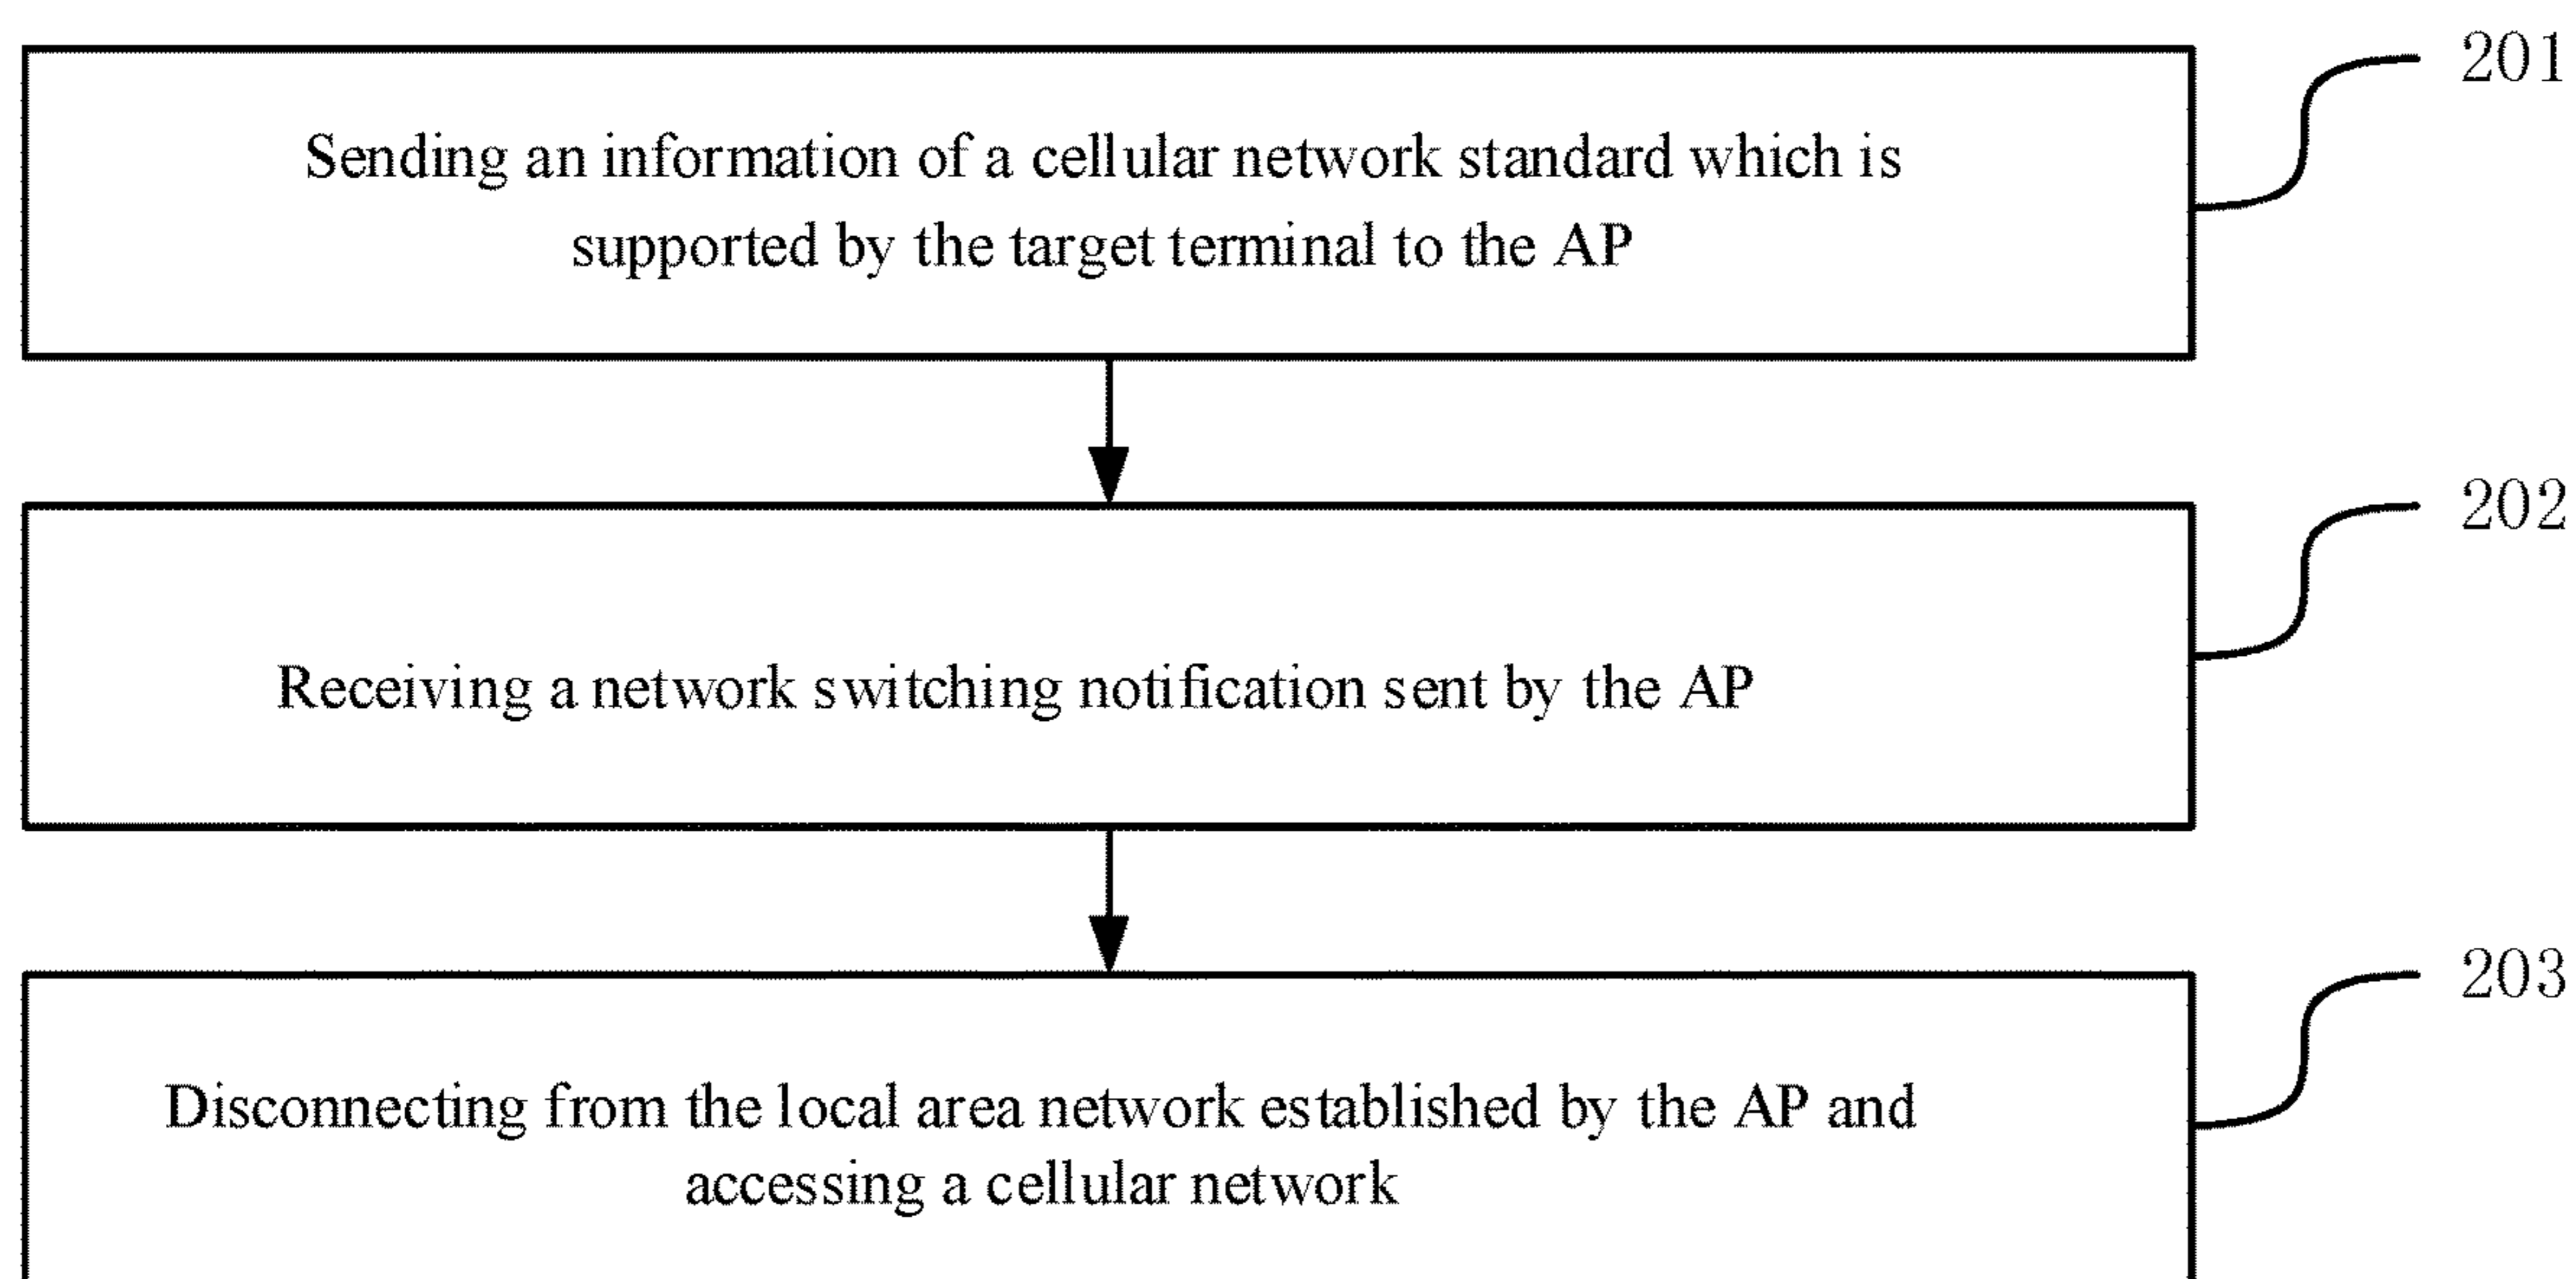 201
Sending an information of a cellular network standard which is
supported by the target terminal to the AP
202
Receiving a network switching notification sent by the AP
203
Disconnecting from the local area network established by the AP and
accessing a cellular network